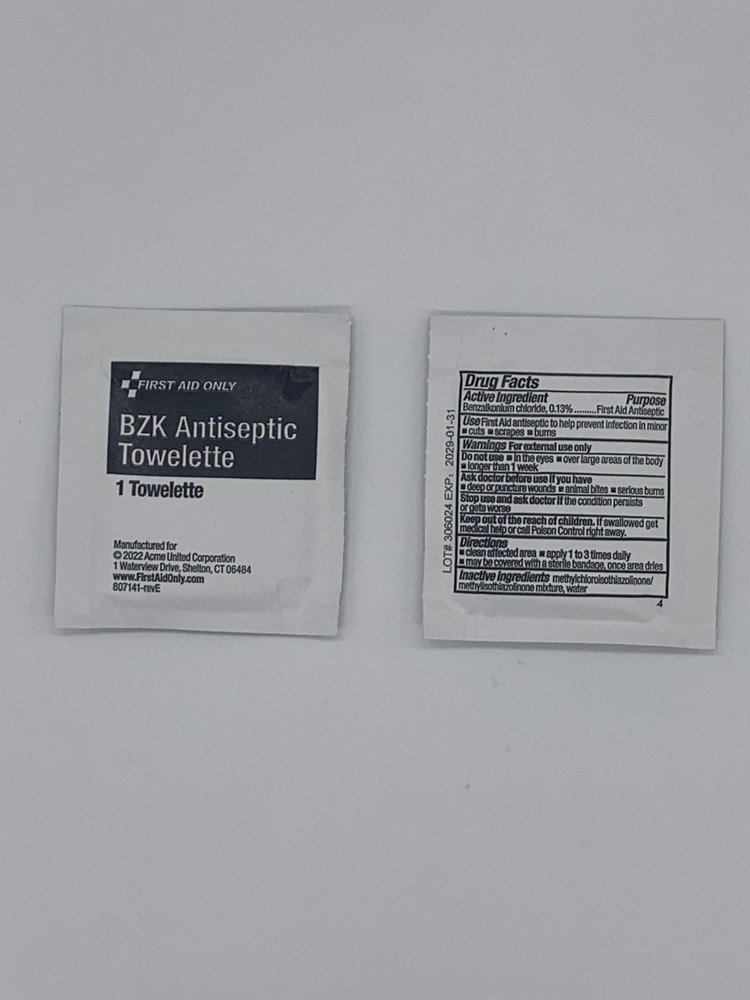 FIRST AID ONLY
BZK Antiseptic
Towelette
1 Towelette
Manufactured for
© 2022 Acme United Corporation
1 Waterview Drive, Shelton, CT 06484
www.FirstAidOnly.com
807141-revE
LOT# 306024 EXP: 2029-01-31
Drug Facts
Active Ingredient Purpose
Benzalkonium chloride, 0.13%.........First Aid Antiseptic
Use First Aid antiseptic to help prevent infection in minor
■ cuts ■ scrapes ■ burns
Warnings For external use only
Do not use ■ in the eyes ■ over large areas of the body
■ longer than 1 week
Ask doctor before use if you have
■ deep or puncture wounds ■ animal bites ■ serious burns
Stop use and ask doctor if the condition persists
or gets worse
Keep out of the reach of children. If swallowed get
medical help or call Poison Control right away.
Directions
■ clean affected area ■ apply 1 to 3 times daily
■ may be covered with a sterile bandage, once area dries
Inactive Ingredients methylchloroisothiazolinone/
methylisothiazolinone mixture, water
4